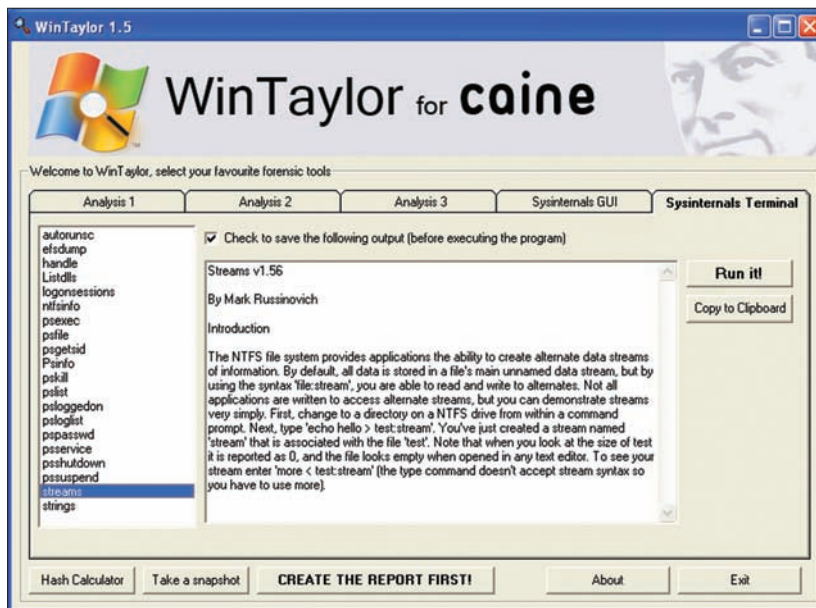 WinTaylor 1.5
WinTaylor for caine
TM
Welcome to WinTaylor, select your favourite forensic tools
Analysis 1
Analysis 2
Analysis 3
Sysinternals GUI
Sysinternals Terminal
autorunsc
efsdump
handle
Listdlls
logonsessions
ntfsinfo
psexec
psfile
psgetsid
Psinfo
pskill
pslist
psloggedon
psloglist
pspasswd
psservice
psshutdown
pssuspend
streams
strings
Check to save the following output (before executing the program)
Streams v1.56
By Mark Russinovich
Introduction
The NTFS file system provides applications the ability to create alternate data streams
of information. By default, all data is stored in a file's main unnamed data stream, but by
using the syntax 'file:stream', you are able to read and write to alternates. Not all
applications are written to access alternate streams, but you can demonstrate streams
very simply. First, change to a directory on a NTFS drive from within a command
prompt. Next, type 'echo hello > test:stream'. You've just created a stream named
'stream' that is associated with the file 'test'. Note that when you look at the size of test
it is reported as 0, and the file looks empty when opened in any text editor. To see your
stream enter 'more < test:stream' (the type command doesn't accept stream syntax so
you have to use more).
Run it!
Copy to Clipboard
Hash Calculator
Take a snapshot
CREATE THE REPORT FIRST!
About
Exit